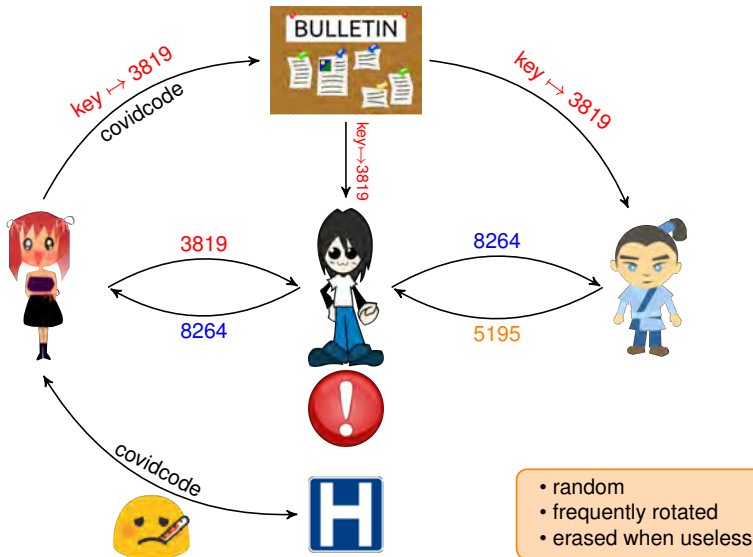 BULLETIN
key ↦ 3819
covidcode
key ↦ 3819
key↦3819
3819
8264
8264
5195
covidcode
H
• random
• frequently rotated
• erased when useless